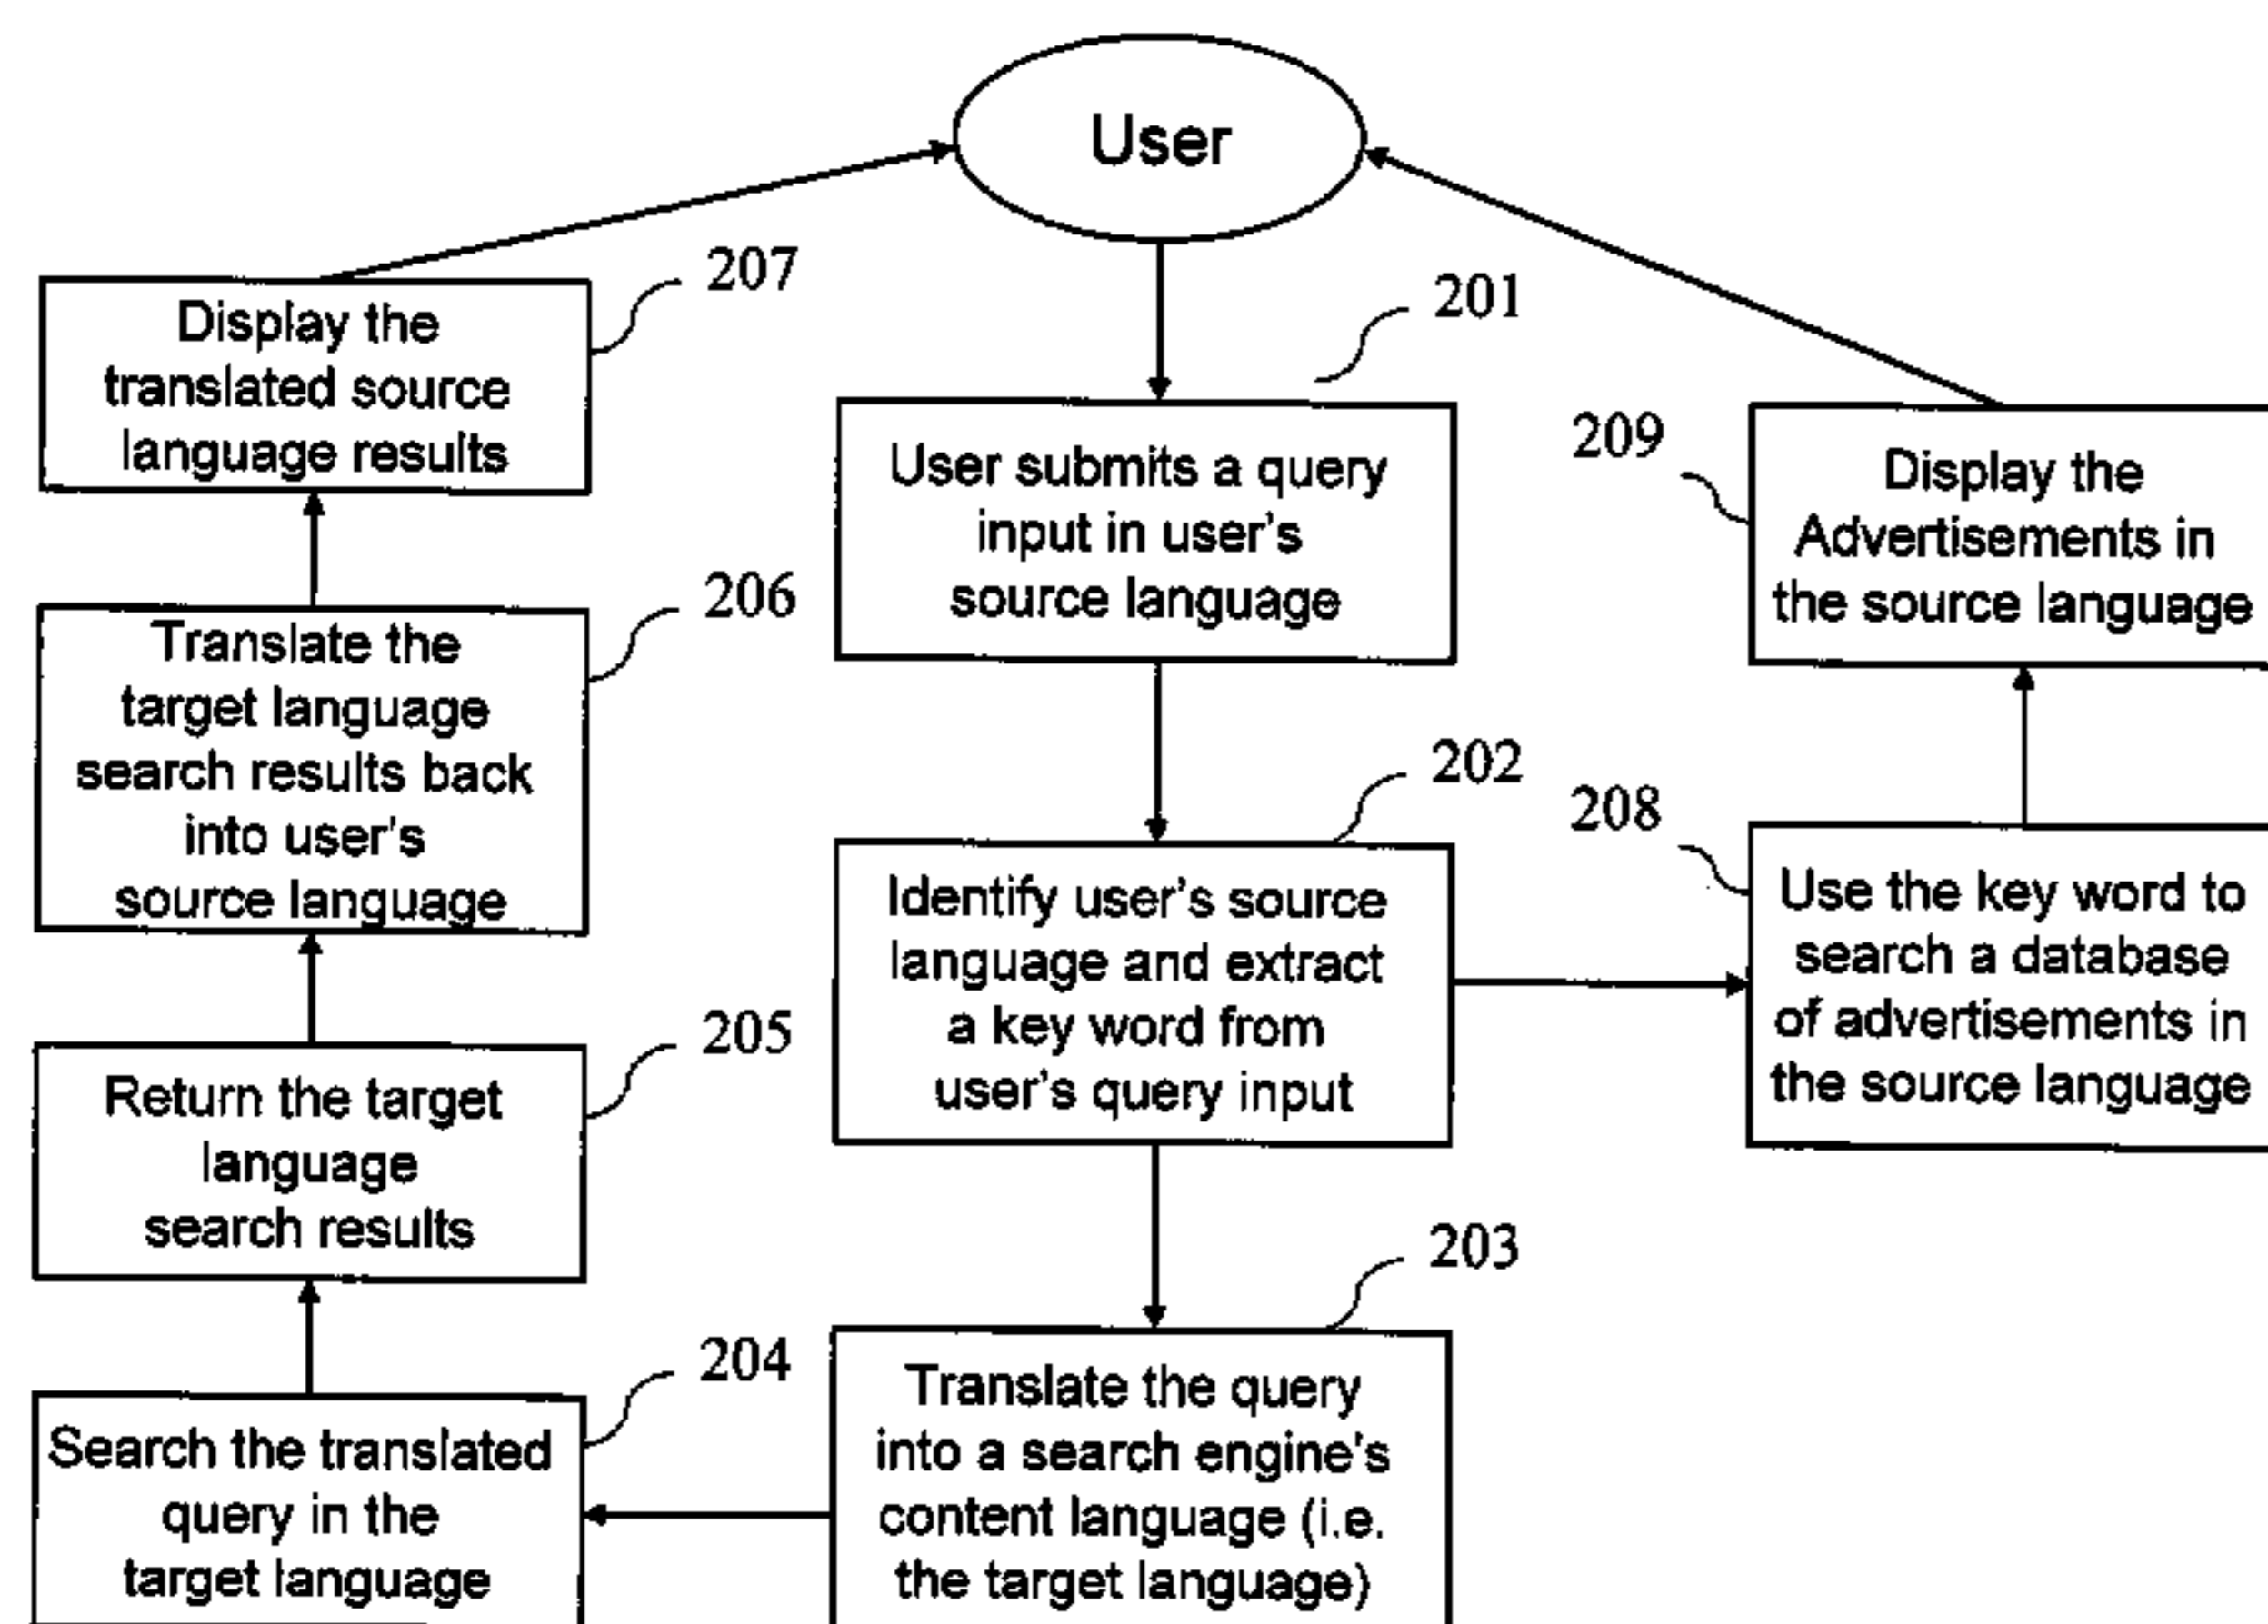 User
207
Display the
translated source
language results
201
User submits a query
input in user's
source language
209
Display the
Advertisements in
the source language
206
Translate the
target language
search results back
into user's
source language
202
Identify user's source
language and extract
a key word from
user's query input
208
Use the key word to
search a database
of advertisements in
the source language
205
Return the target
language
search results
203
Translate the query
into a search engine's
content language (i.e.
the target language)
204
Search the translated
query in the
target language